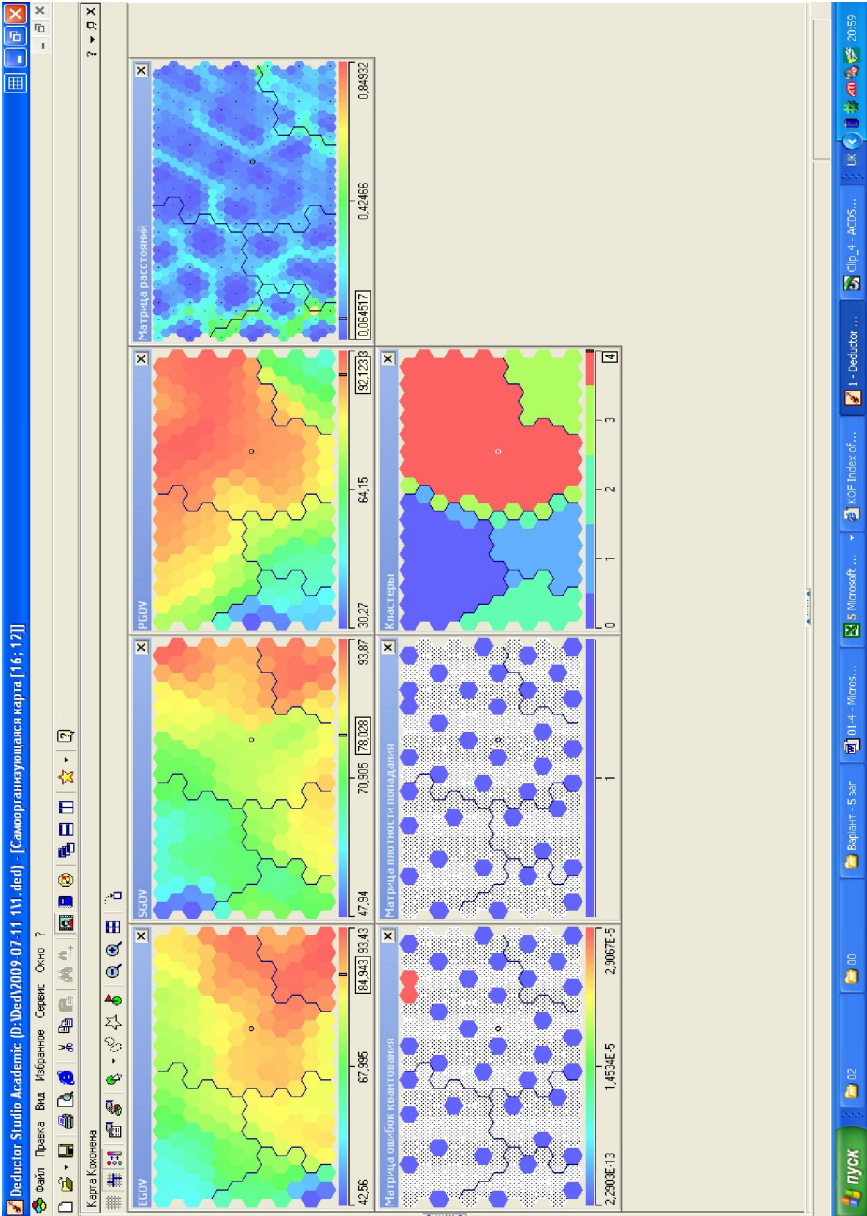 Deductor Studio Academic (D:\Ded\2009-07-11 1\1.ded) - [Самоорганизующаяся карта [16; 12]]
Файл Правка Вид Избранное Сервис Окно ?
Карта Кохонена
EGOV
42,56 67,995 84,943 93,43
SGOV
47,94 70,905 78,028 93,87
PGOV
30,27 64,15 92,123
Матрица расстояний
0,064517 0,42466 0,84932
Матрица ошибок квантования
2,2903E-13 1,4534E-5 2,9067E-5
Матрица плотности попадания
1
Кластеры
0 1 2 3 4
пуск
02
00
Варіант - 5 заг
01-4 - Micros...
5 Microsoft ...
KOF Index of...
1 - Deductor ...
Clip_4 - ACDS...
UK
20:59